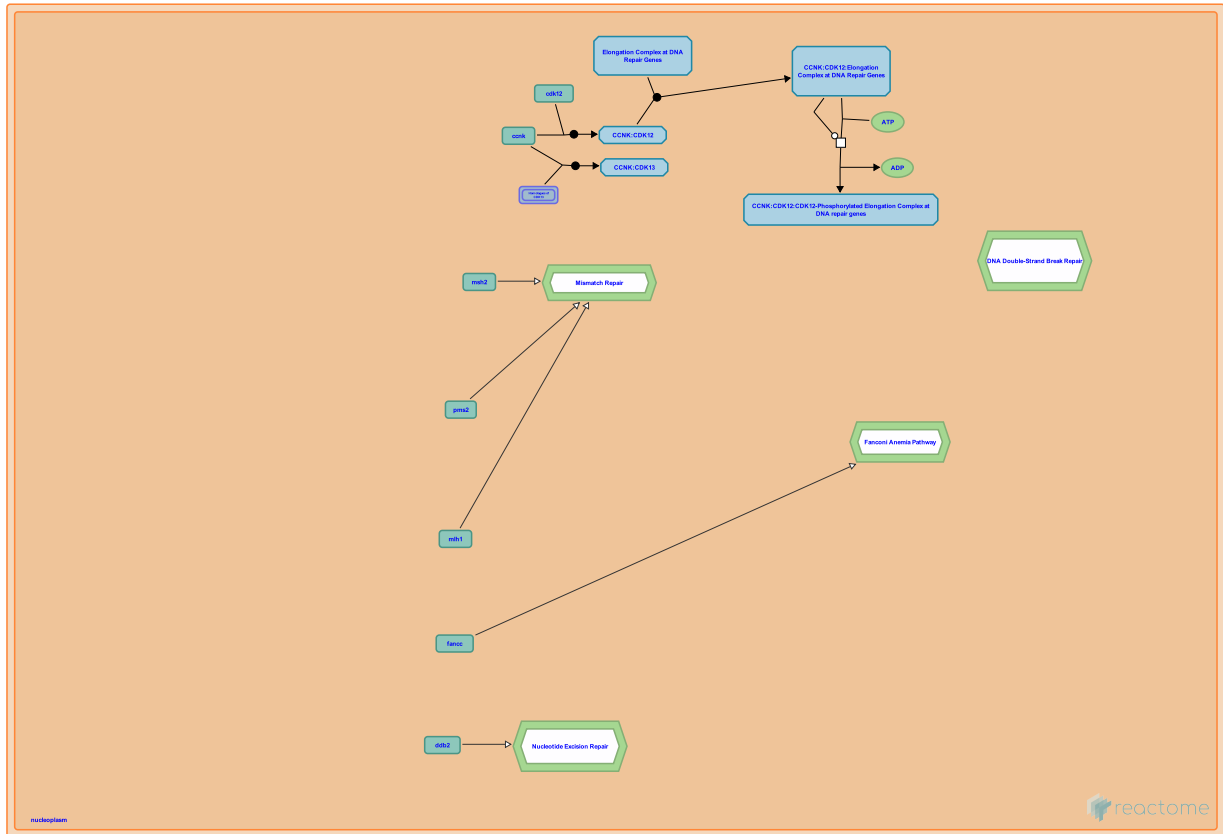 Elongation Complex at DNA
Repair Genes
CCNK:CDK12:Elongation
Complex at DNA Repair Genes
cdk12
ATP
ccnk
CCNK:CDK12
CCNK:CDK13
ADP
CCNK:CDK12:CDK12-Phosphorylated Elongation Complex at
DNA repair genes
DNA Double-Strand Break Repair
msh2
Mismatch Repair
pms2
Fanconi Anemia Pathway
mlh1
fancc
ddb2
Nucleotide Excision Repair
nucleoplasm
reactome